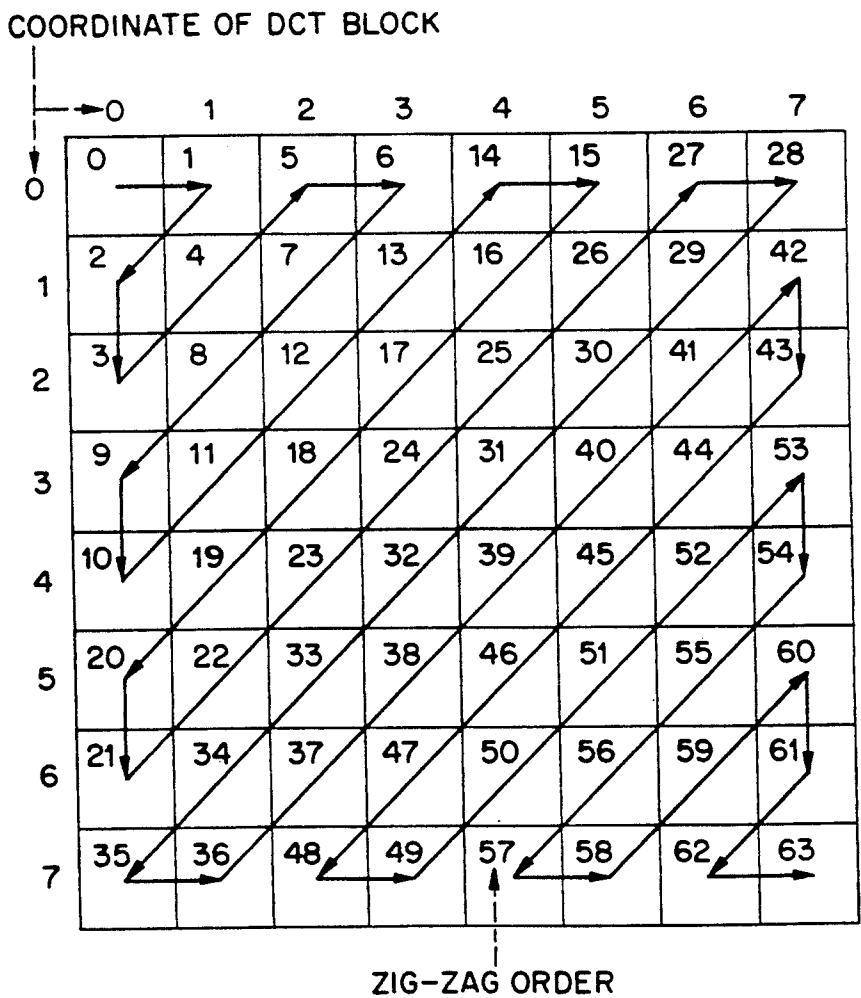 COORDINATE OF DCT BLOCK
0 1 2 3 4 5 6 7
0 0 1 5 6 14 15 27 28
1 2 4 7 13 16 26 29 42
2 3 8 12 17 25 30 41 43
3 9 11 18 24 31 40 44 53
4 10 19 23 32 39 45 52 54
5 20 22 33 38 46 51 55 60
6 21 34 37 47 50 56 59 61
7 35 36 48 49 57 58 62 63
ZIG-ZAG ORDER